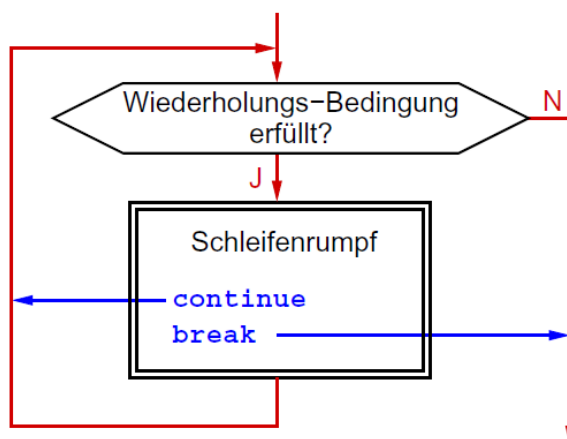 Wiederholungs-Bedingung
erfüllt?
N
J
Schleifenrumpf
continue
break